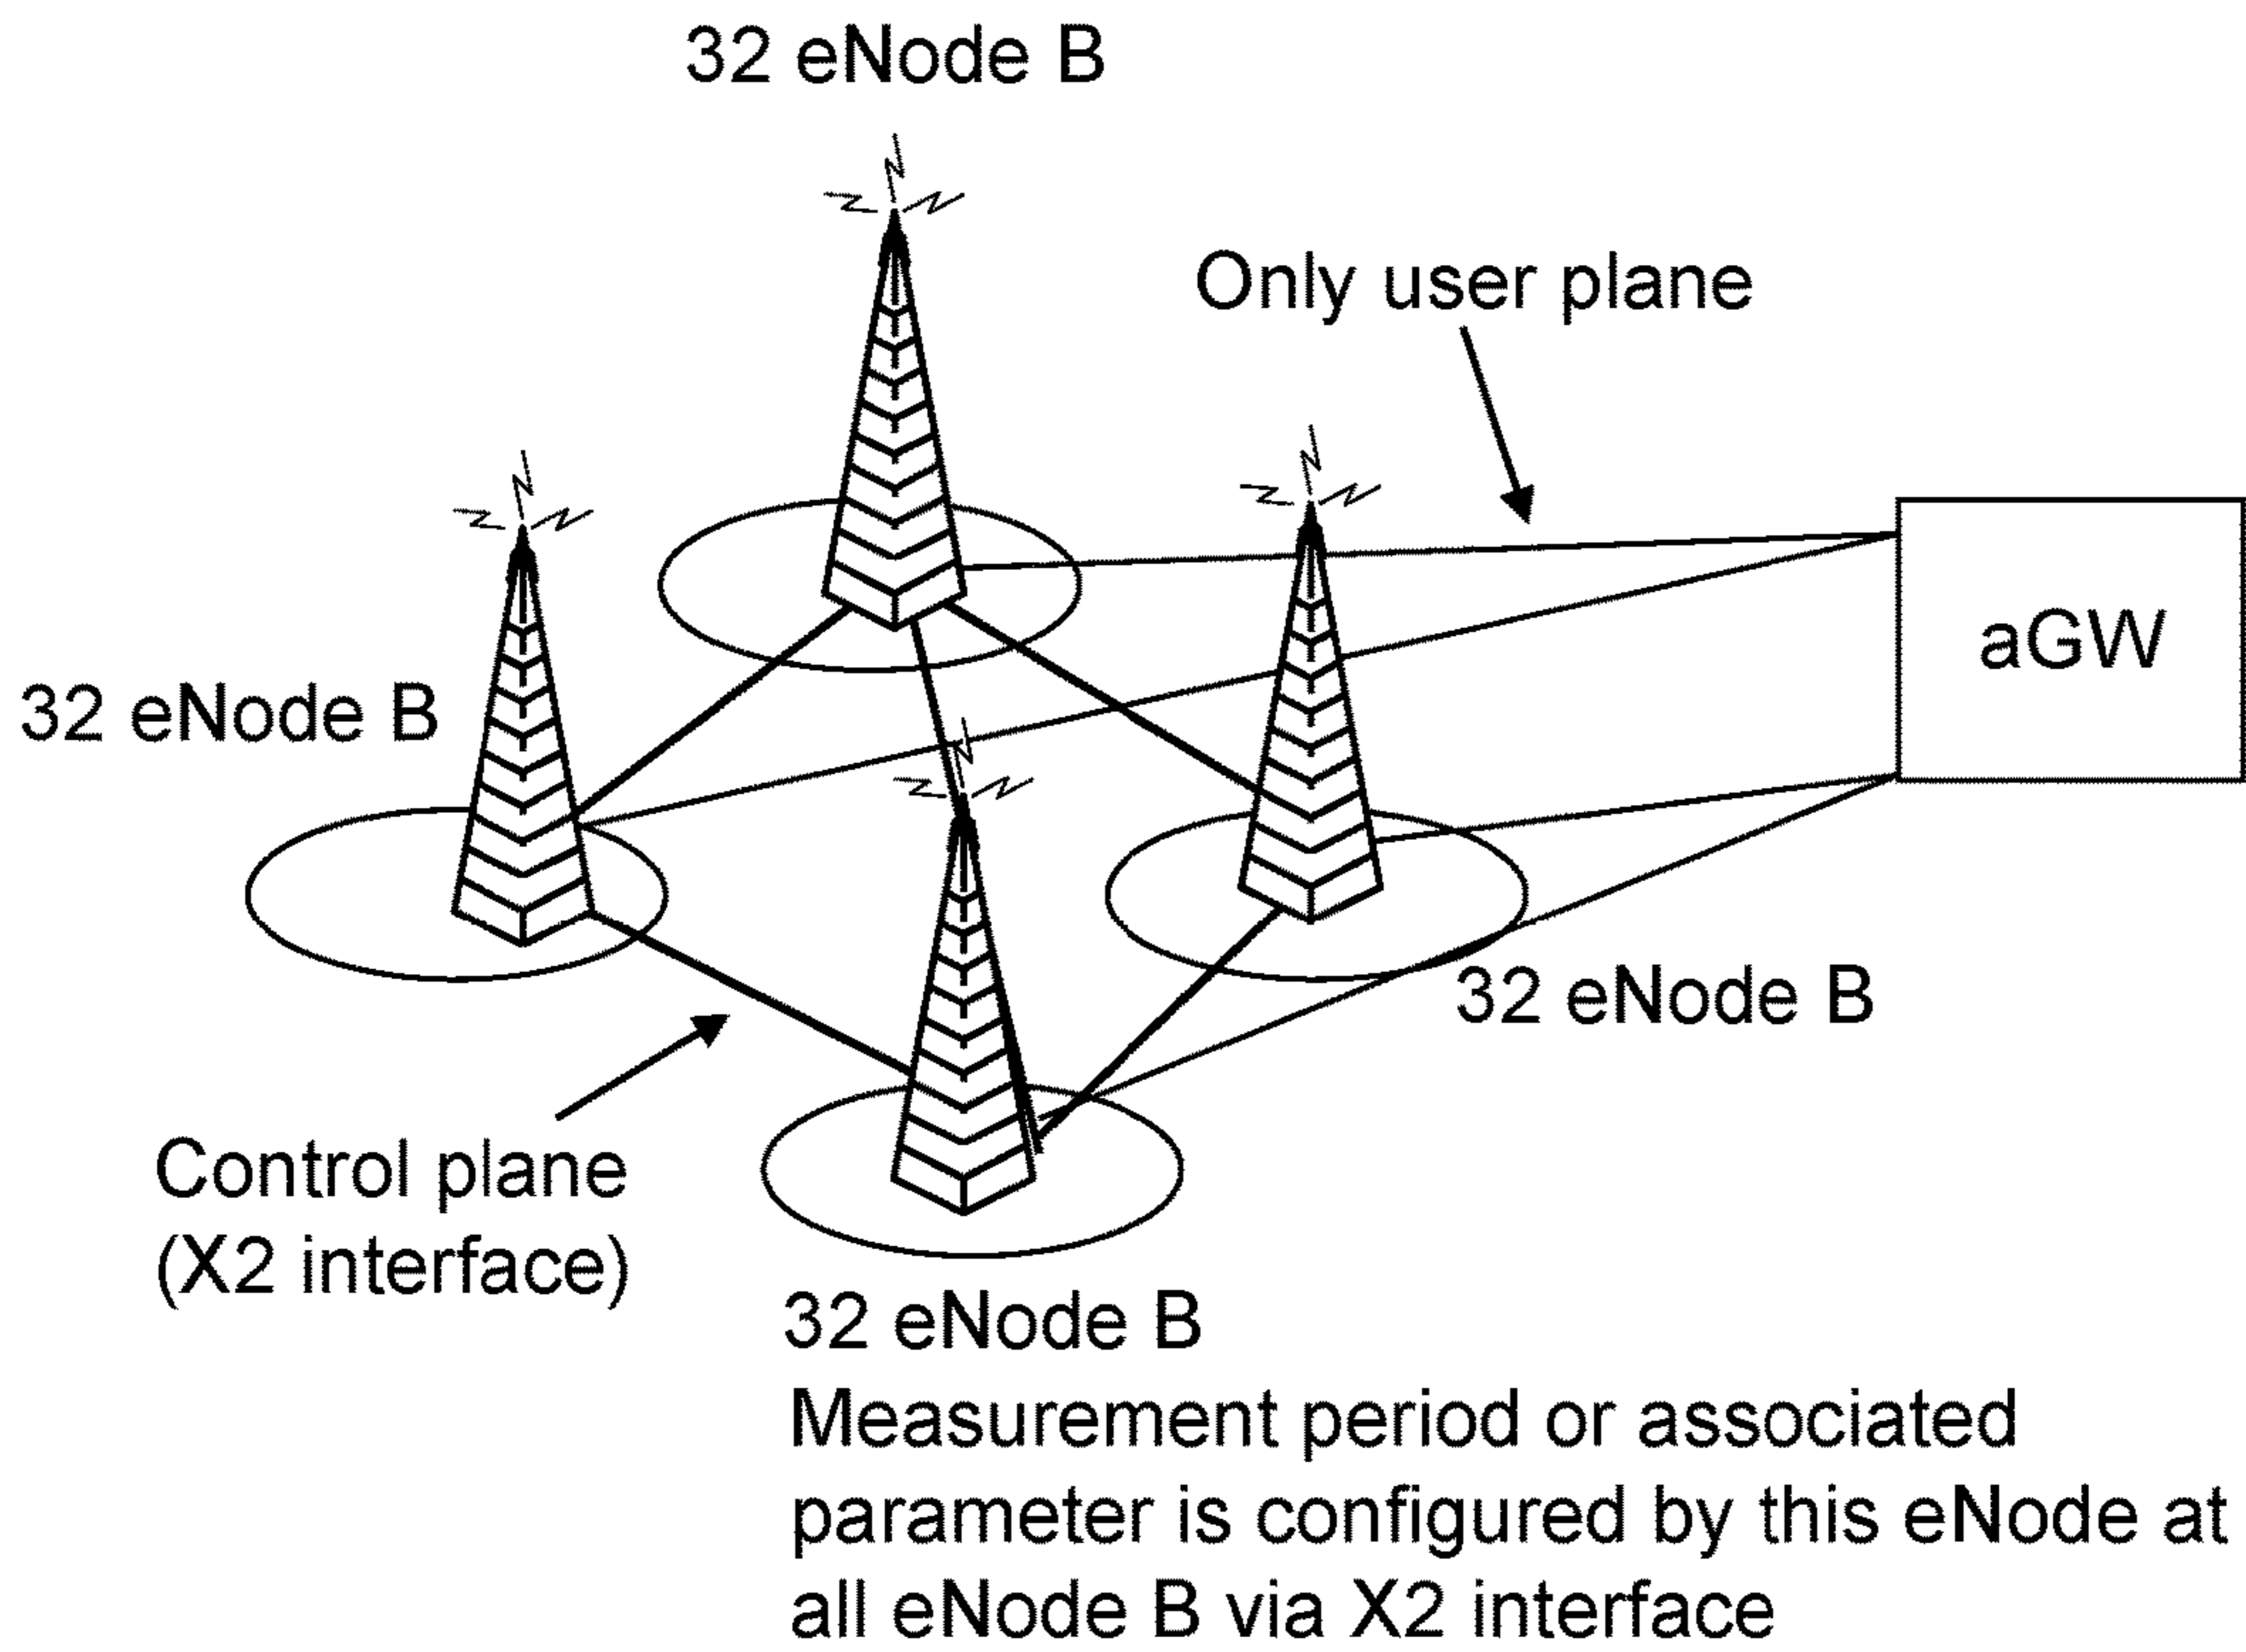 32 eNode B
Only user plane
aGW
32 eNode B
32 eNode B
Control plane
(X2 interface)
32 eNode B
Measurement period or associated
parameter is configured by this eNode at
all eNode B via X2 interface